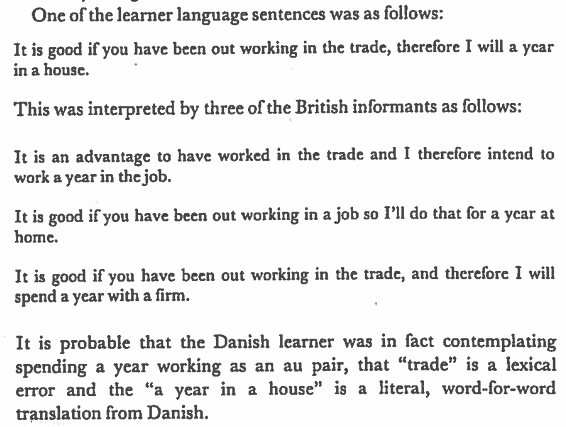 One of the learner language sentences was as follows:
It is good if you have been out working in the trade, therefore I will a year
in a house.
This was interpreted by three of the British informants as follows:
It is an advantage to have worked in the trade and I therefore intend to
work a year in the job.
It is good if you have been out working in a job so I'll do that for a year at
home.
It is good if you have been out working in the trade, and therefore I will
spend a year with a firm.
It is probable that the Danish learner was in fact contemplating
spending a year working as an au pair, that “trade” is a lexical
error and the “a year in a house” is a literal, word-for-word
translation from Danish.